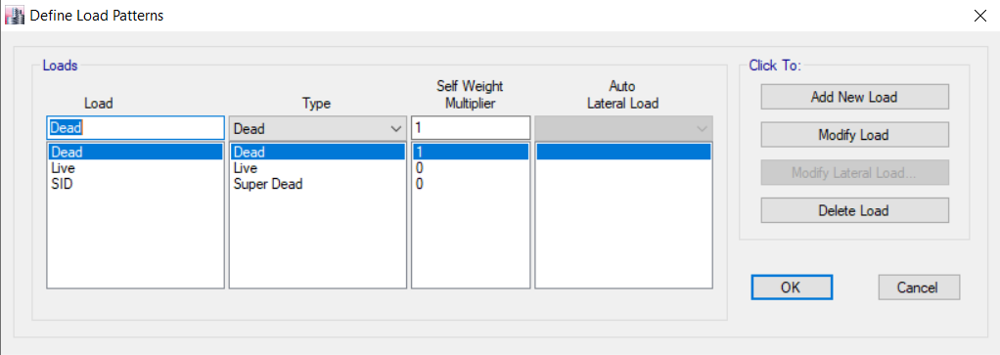 Define Load Patterns
Loads
Click To:
Load
Type
Self Weight
Multiplier
Auto
Lateral Load
Dead
Dead
1
Dead
Dead
1
Live
Live
0
SID
Super Dead
0
Add New Load
Modify Load
Modify Lateral Load...
Delete Load
OK
Cancel